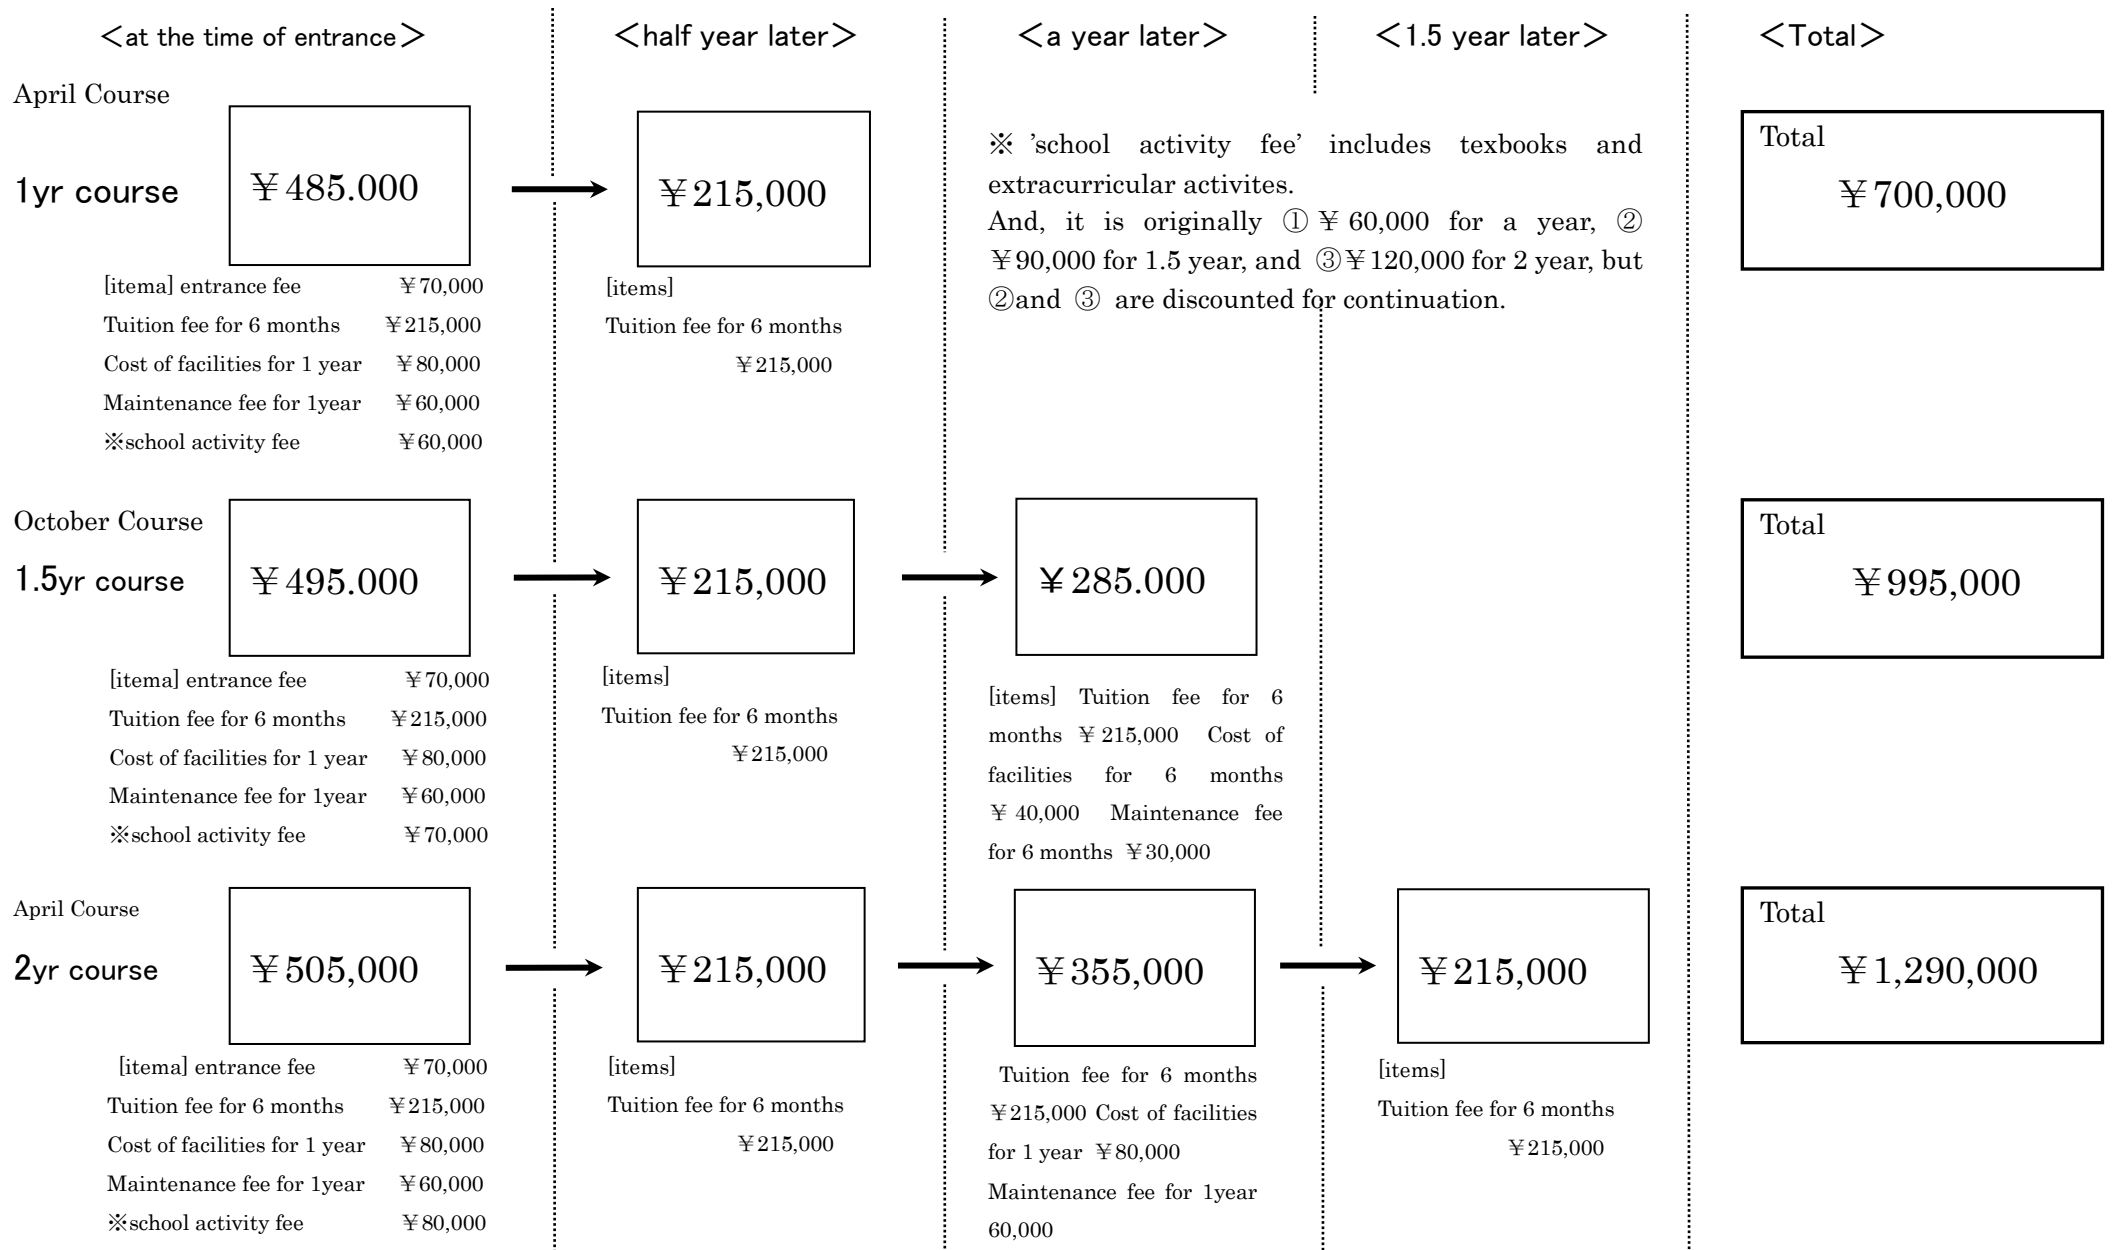 ＜at the time of entrance＞ ＜half year later＞ ＜a year later＞ ＜1.5 year later＞ ＜Total＞
April Course
1yr course
￥485.000
[itema] entrance fee ￥70,000
Tuition fee for 6 months ￥215,000
Cost of facilities for 1 year ￥80,000
Maintenance fee for 1year ￥60,000
※school activity fee ￥60,000
￥215,000
[items]
Tuition fee for 6 months
￥215,000
※ ’school activity fee’ includes texbooks and
extracurricular activites.
And, it is originally ①￥60,000 for a year, ②
￥90,000 for 1.5 year, and ③￥120,000 for 2 year, but
②and ③ are discounted for continuation.
Total
￥700,000
October Course
1.5yr course
￥495.000
[itema] entrance fee ￥70,000
Tuition fee for 6 months ￥215,000
Cost of facilities for 1 year ￥80,000
Maintenance fee for 1year ￥60,000
※school activity fee ￥70,000
￥215,000
[items]
Tuition fee for 6 months
￥215,000
￥285.000
[items] Tuition fee for 6
months ￥215,000 Cost of
facilities for 6 months
￥40,000 Maintenance fee
for 6 months ￥30,000
Total
￥995,000
April Course
2yr course
￥505,000
[itema] entrance fee ￥70,000
Tuition fee for 6 months ￥215,000
Cost of facilities for 1 year ￥80,000
Maintenance fee for 1year ￥60,000
※school activity fee ￥80,000
￥215,000
[items]
Tuition fee for 6 months
￥215,000
￥355,000
Tuition fee for 6 months
￥215,000 Cost of facilities
for 1 year ￥80,000
Maintenance fee for 1year
60,000
￥215,000
[items]
Tuition fee for 6 months
￥215,000
Total
￥1,290,000